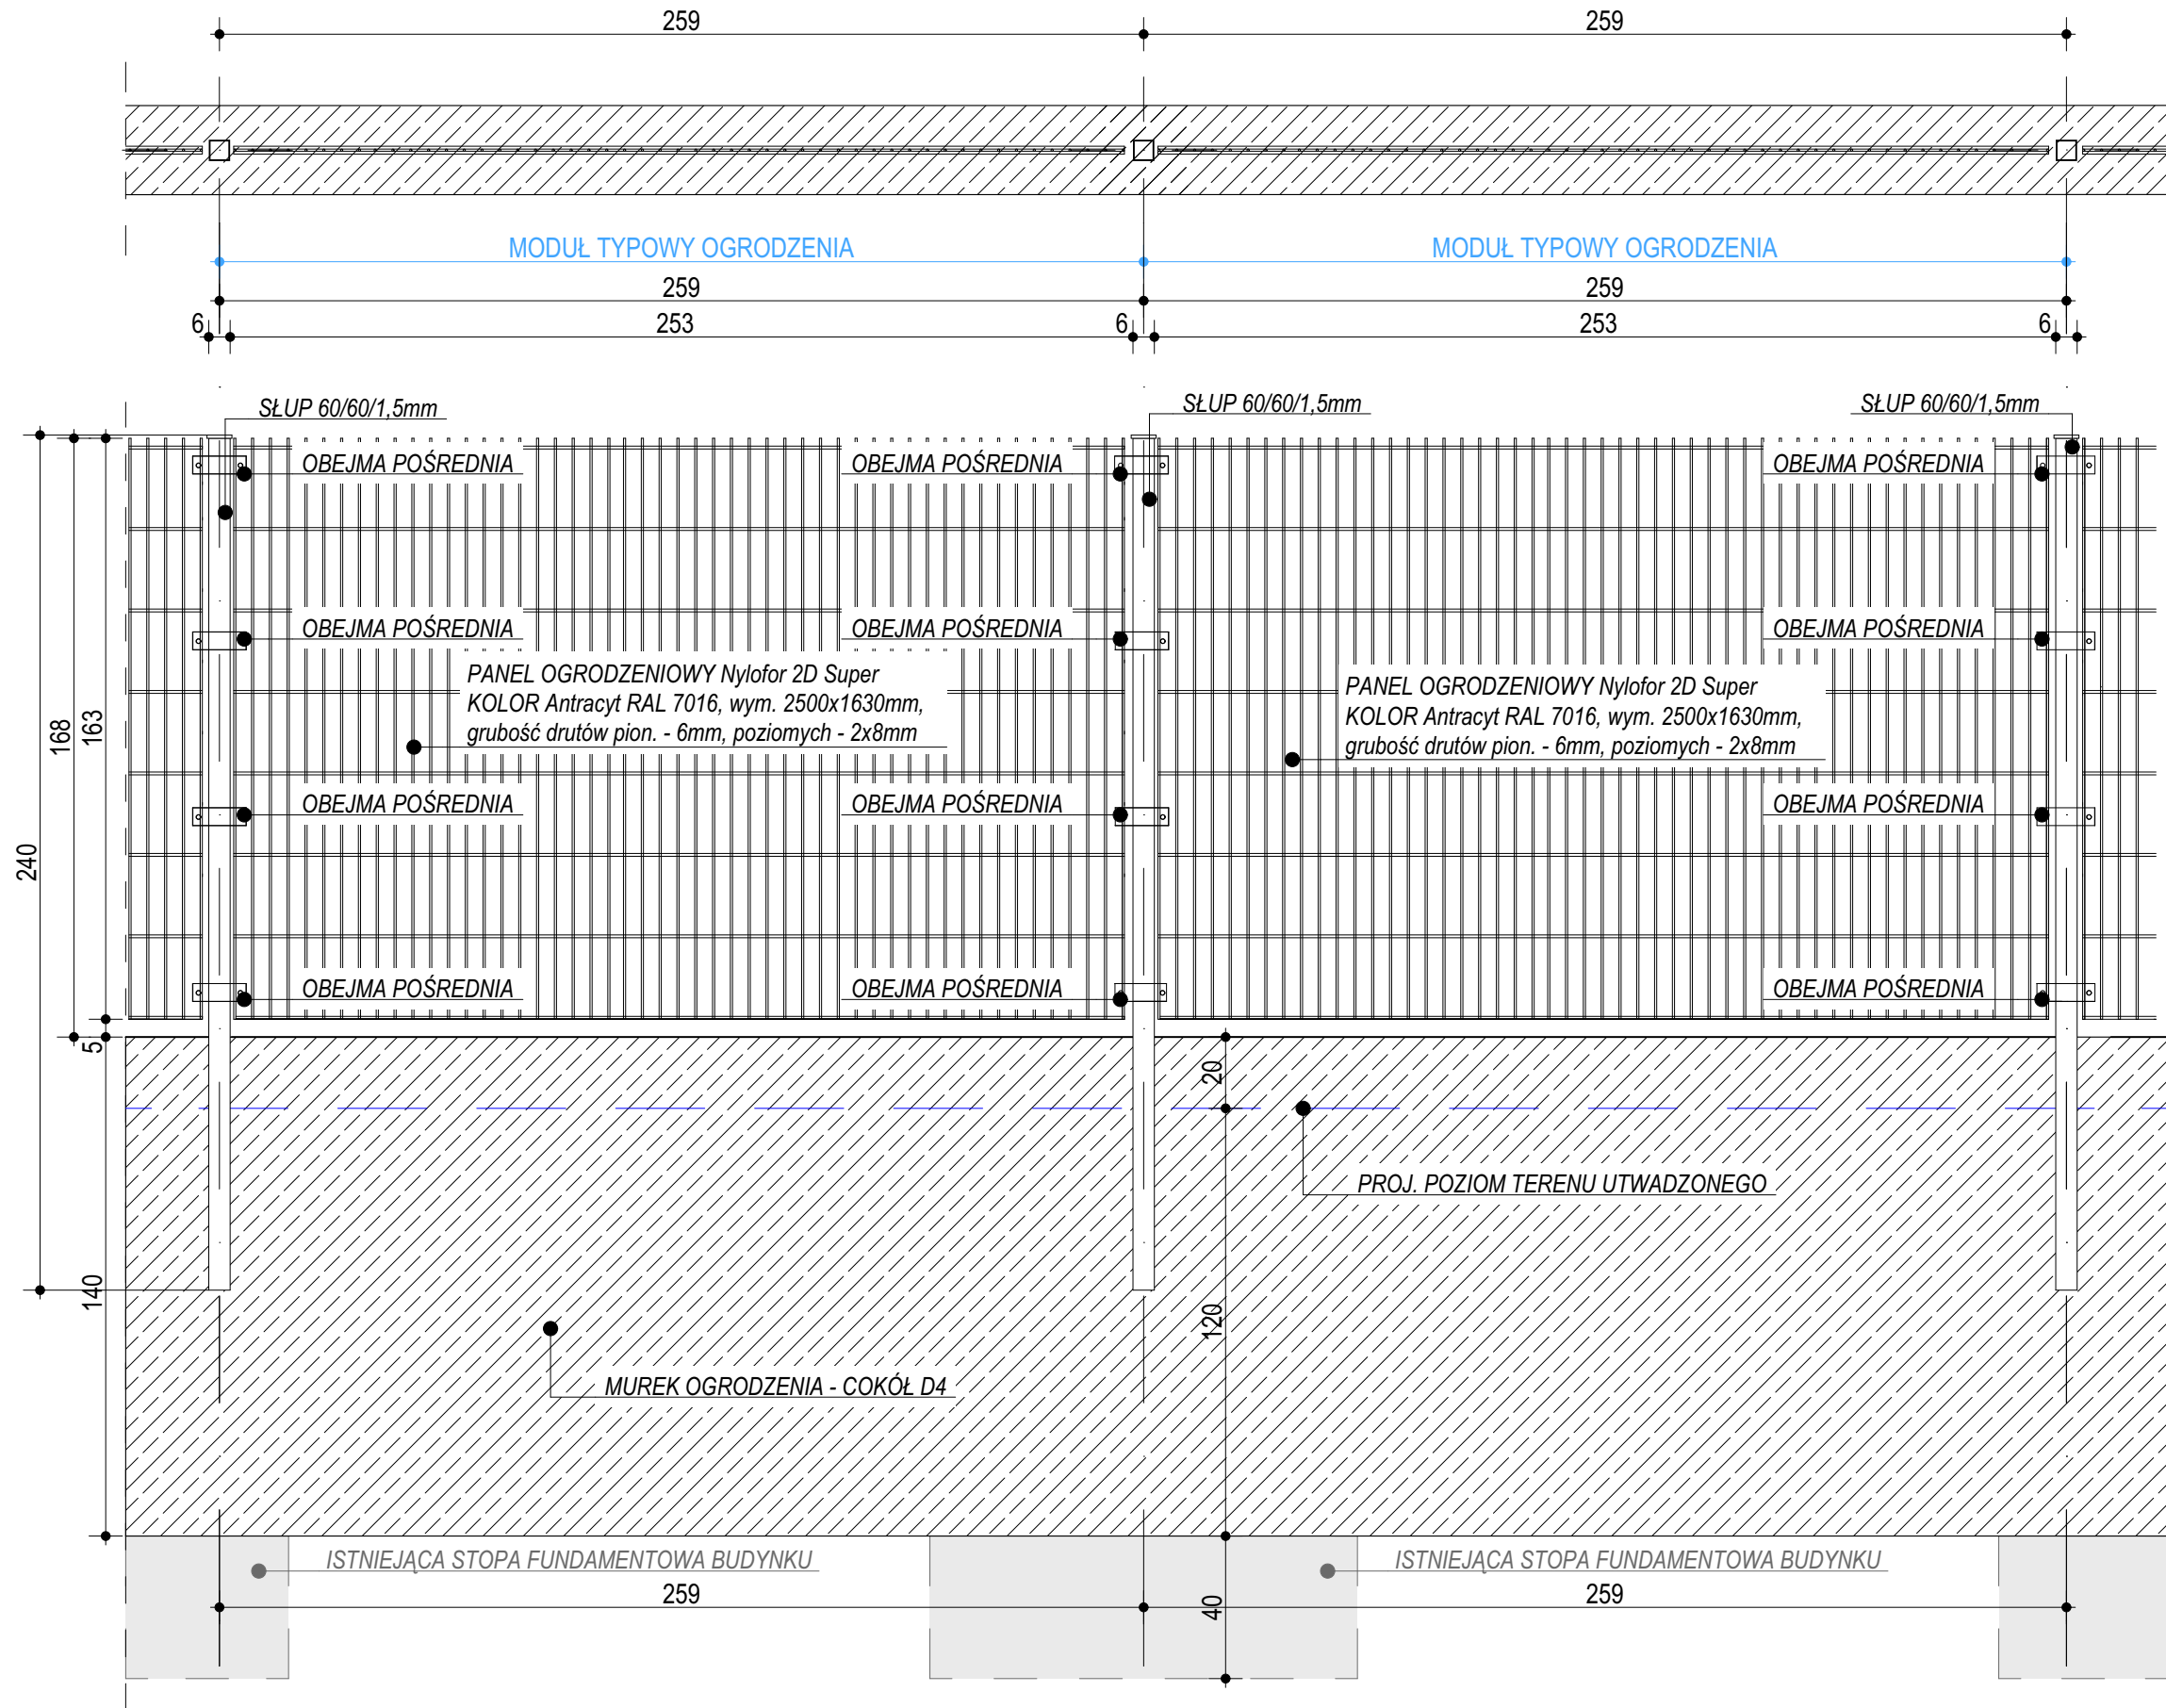 259 259
MODUŁ TYPOWY OGRODZENIA MODUŁ TYPOWY OGRODZENIA
259 259
6 253 6 253 6
SŁUP 60/60/1,5mm SŁUP 60/60/1,5mm SŁUP 60/60/1,5mm
OBEJMA POŚREDNIA OBEJMA POŚREDNIA OBEJMA POŚREDNIA
OBEJMA POŚREDNIA OBEJMA POŚREDNIA OBEJMA POŚREDNIA
PANEL OGRODZENIOWY Nylofor 2D Super
KOLOR Antracyt RAL 7016, wym. 2500x1630mm,
grubość drutów pion. - 6mm, poziomych - 2x8mm
PANEL OGRODZENIOWY Nylofor 2D Super
KOLOR Antracyt RAL 7016, wym. 2500x1630mm,
grubość drutów pion. - 6mm, poziomych - 2x8mm
240
168
163
OBEJMA POŚREDNIA OBEJMA POŚREDNIA OBEJMA POŚREDNIA
OBEJMA POŚREDNIA OBEJMA POŚREDNIA OBEJMA POŚREDNIA
5
20
PROJ. POZIOM TERENU UTWADZONEGO
140
120
MUREK OGRODZENIA - COKÓŁ D4
ISTNIEJĄCA STOPA FUNDAMENTOWA BUDYNKU ISTNIEJĄCA STOPA FUNDAMENTOWA BUDYNKU
259 259
40